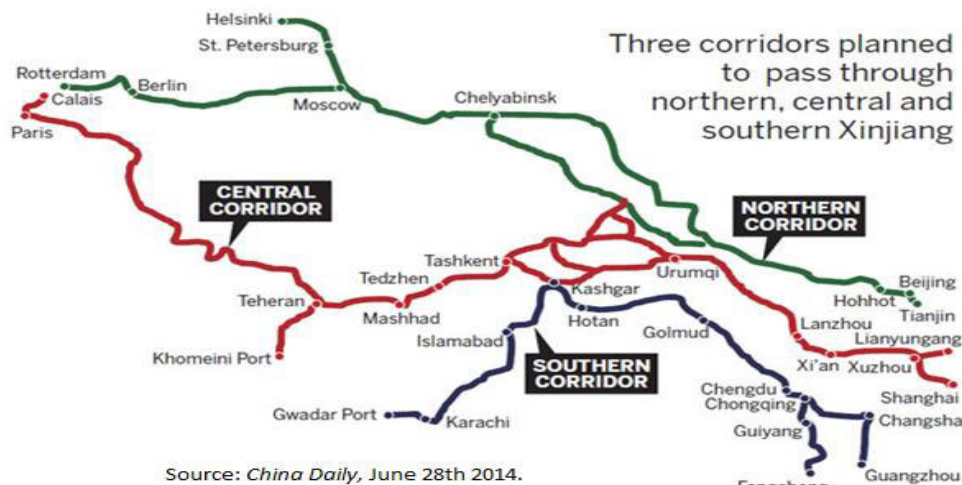 Helsinki
St. Petersburg
Three corridors planned
to pass through
northern, central and
southern Xinjiang
Rotterdam
Berlin
Calais
Moscow
Chelyabinsk
Paris
CENTRAL
CORRIDOR
NORTHERN
CORRIDOR
Tashkent
Urumqi
Tedzhen
Kashgar
Beijing
Teheran
Mashhad
Hohhot
Tianjin
Hotan
Golmud
Lanzhou
Islamabad
Lianyungang
Khomeini Port
SOUTHERN
CORRIDOR
Xi'an
Xuzhou
Chengdu
Shanghai
Gwadar Port
Karachi
Chongqing
Changsha
Guiyang
Guangzhou
Source: China Daily, June 28th 2014.